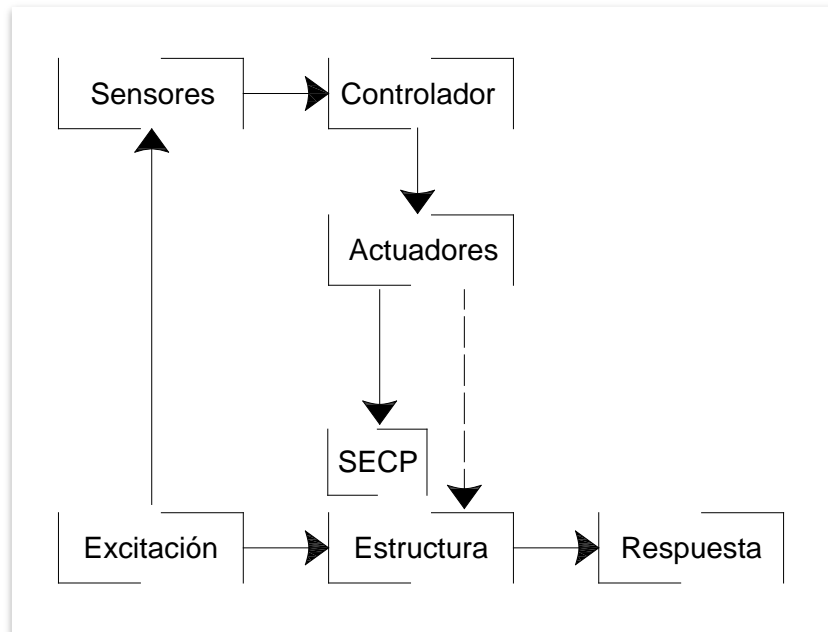 Sensores
Controlador
Actuadores
SECP
Excitación
Estructura
Respuesta